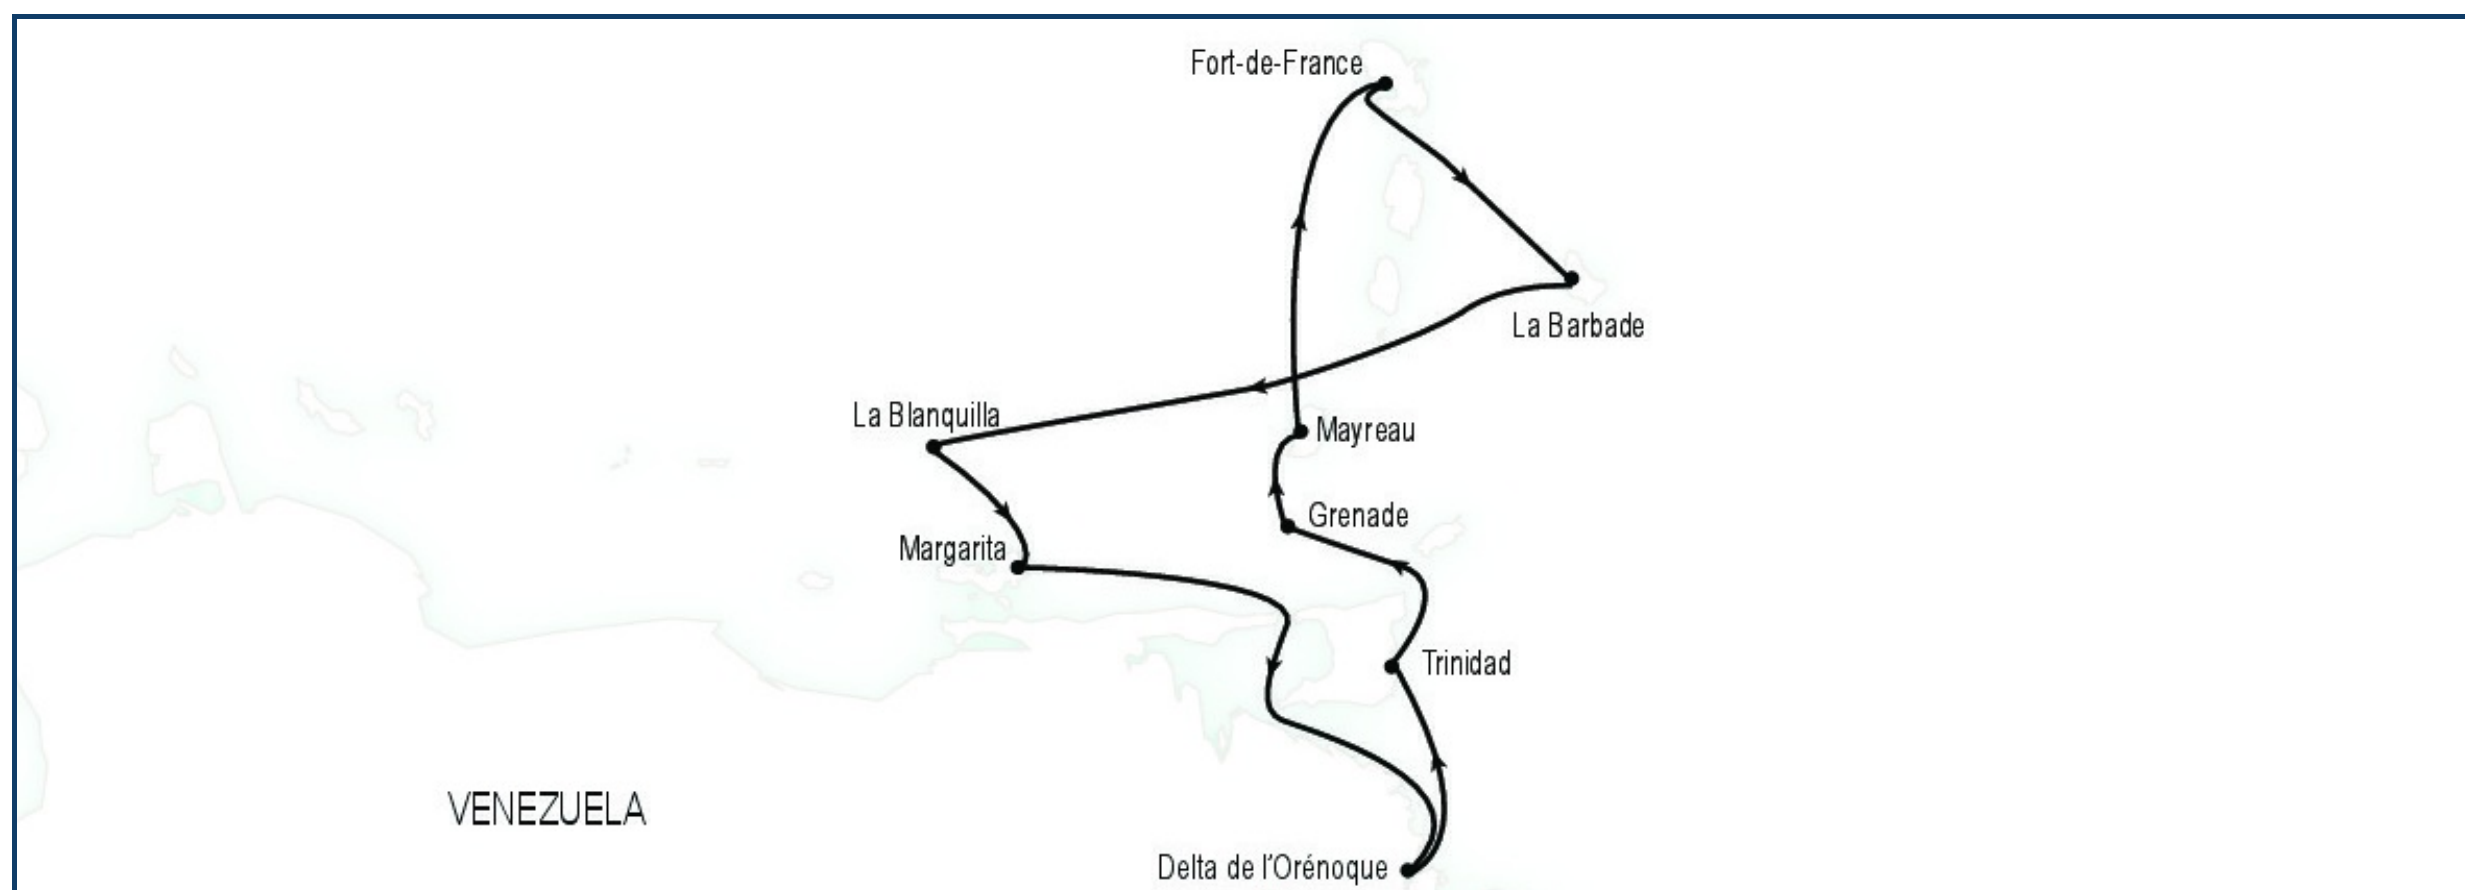 Fort-de-France
La Barbade
La Blanquilla
Mayreau
Grenade
Margarita
Trinidad
VENEZUELA
Delta de l'Orénoque